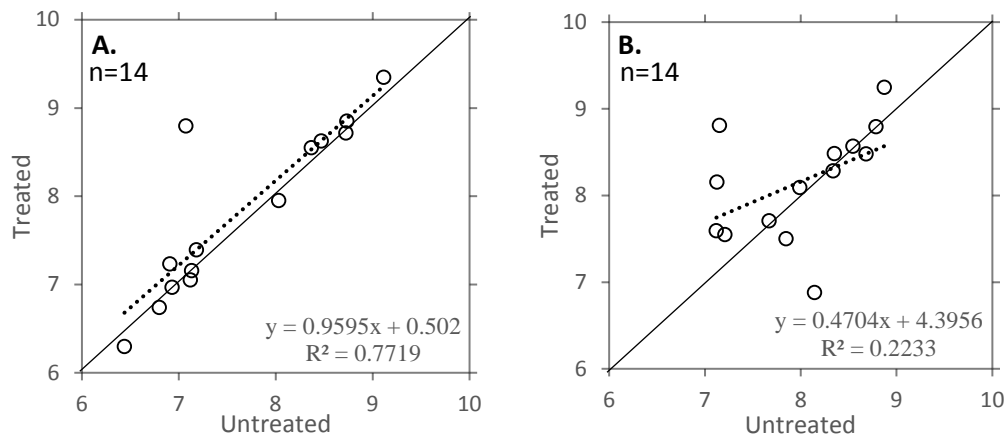 A.
n=14
10
9
8
7
6
Treated
y = 0.9595x + 0.502
R² = 0.7719
6 7 8 9 10
Untreated
B.
n=14
10
9
8
7
6
Treated
y = 0.4704x + 4.3956
R² = 0.2233
6 7 8 9 10
Untreated